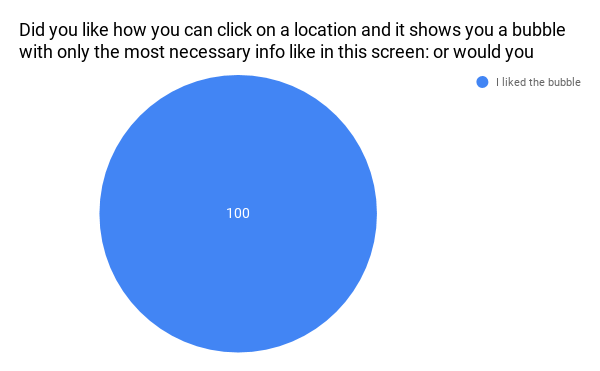 Did you like how you can click on a location and it shows you a bubble
with only the most necessary info like in this screen: or would you
I liked the bubble
100